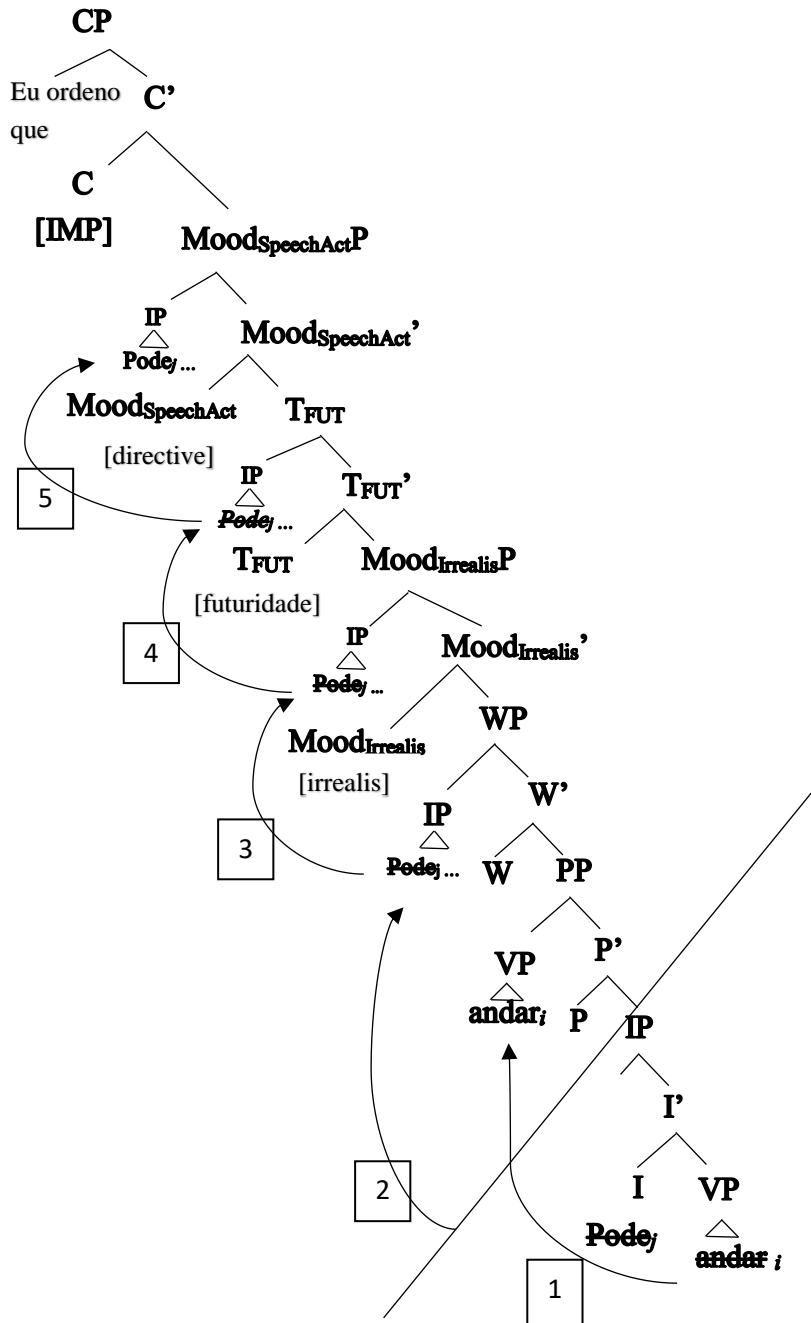 CP
Eu ordeno
que
C’
C
[IMP]
MoodSpeechActP
IP
Podej ...
MoodSpeechAct’
MoodSpeechAct
[directive]
TFUT
5
IP
Podej ...
TFUT’
TFUT
[futuridade]
MoodIrrealisP
4
IP
Podej ...
MoodIrrealis’
MoodIrrealis
[irrealis]
WP
3
IP
Podej ...
W’
W
PP
VP
andari
P’
P
IP
I’
2
I
Podej
VP
andar i
1